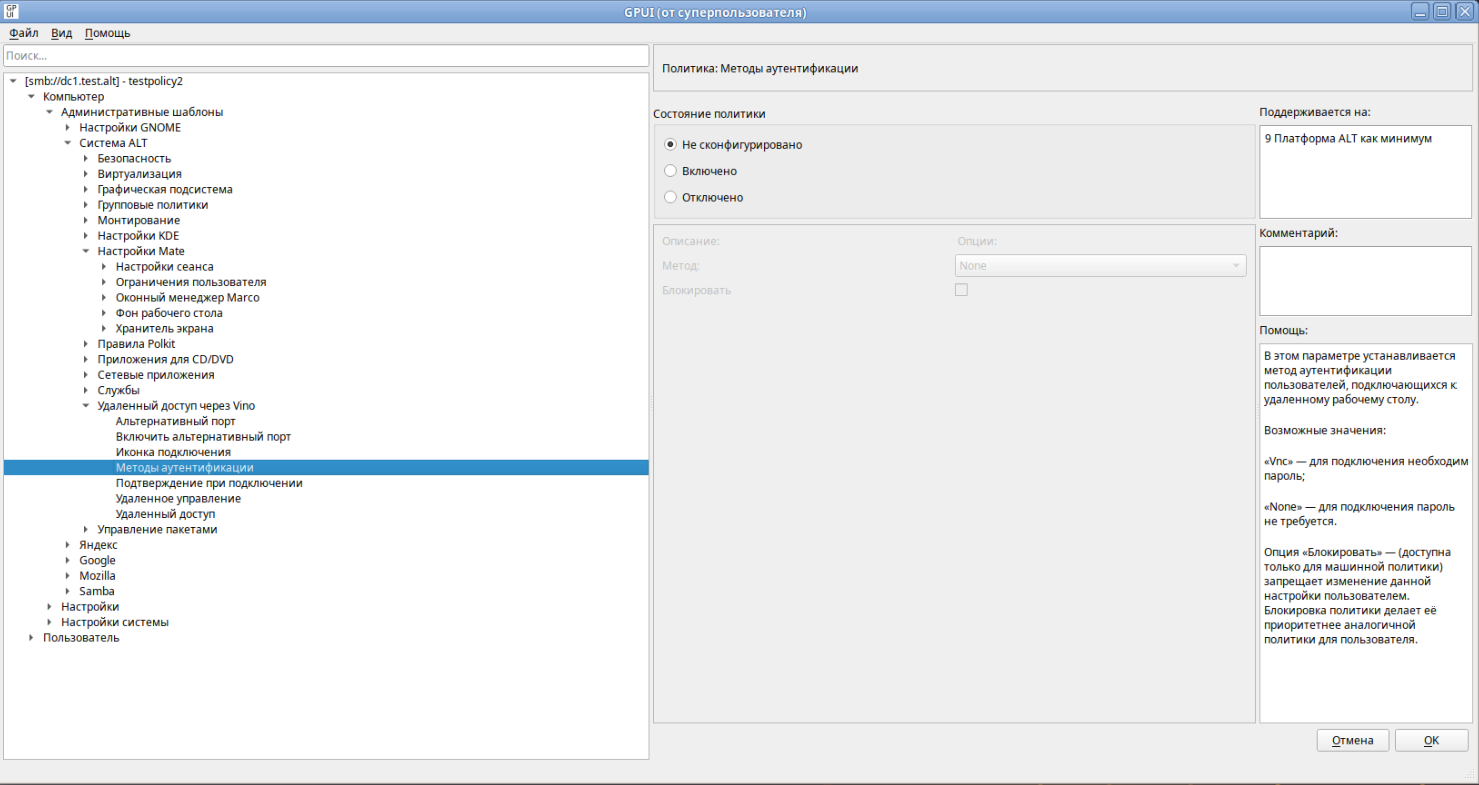 GPUI (от суперпользователя)
Файл Вид Помощь
Поиск...
[smb://dc1.test.alt] - testpolicy2
Компьютер
Административные шаблоны
Настройки GNOME
Система ALT
Безопасность
Виртуализация
Графическая подсистема
Групповые политики
Монтирование
Настройки KDE
Настройки Mate
Настройки сеанса
Ограничения пользователя
Оконный менеджер Marco
Фон рабочего стола
Хранитель экрана
Правила Polkit
Приложения для CD/DVD
Сетевые приложения
Службы
Удаленный доступ через Vino
Альтернативный порт
Включить альтернативный порт
Иконка подключения
Методы аутентификации
Подтверждение при подключении
Удаленное управление
Удаленный доступ
Управление пакетами
Яндекс
Google
Mozilla
Samba
Настройки
Настройки системы
Пользователь
Политика: Методы аутентификации
Состояние политики
Не сконфигурировано
Включено
Отключено
Описание: Опции:
Метод: None
Блокировать
Поддерживается на:
9 Платформа ALT как минимум
Комментарий:
Помощь:
В этом параметре устанавливается
метод аутентификации
пользователей, подключающихся к
удаленному рабочему столу.
Возможные значения:
«Vnc» — для подключения необходим
пароль;
«None» — для подключения пароль
не требуется.
Опция «Блокировать» — (доступна
только для машинной политики)
запрещает изменение данной
настройки пользователем.
Блокировка политики делает её
приоритетнее аналогичной
политики для пользователя.
Отмена OK
GP
UI